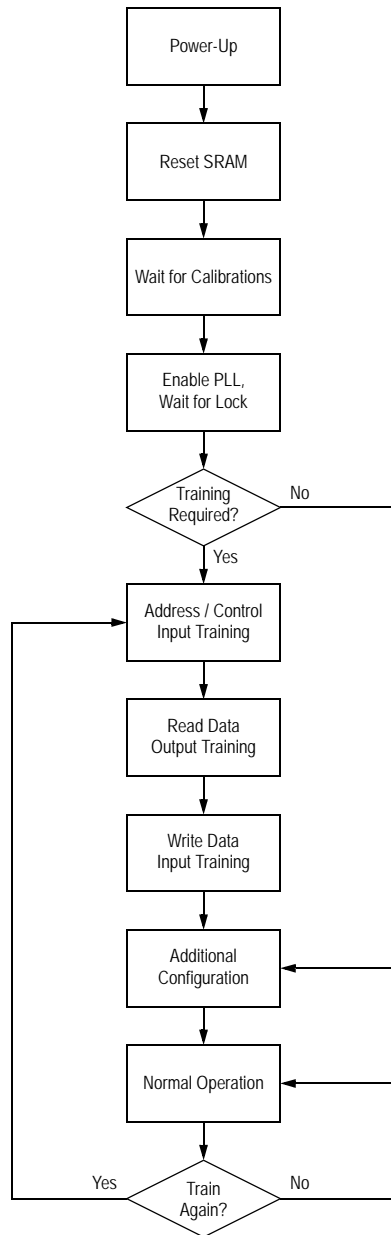 Power-Up
Reset SRAM
Wait for Calibrations
Enable PLL,
Wait for Lock
Training
Required?
No
Yes
Address / Control
Input Training
Read Data
Output Training
Write Data
Input Training
Additional
Configuration
Normal Operation
Yes
Train
Again?
No